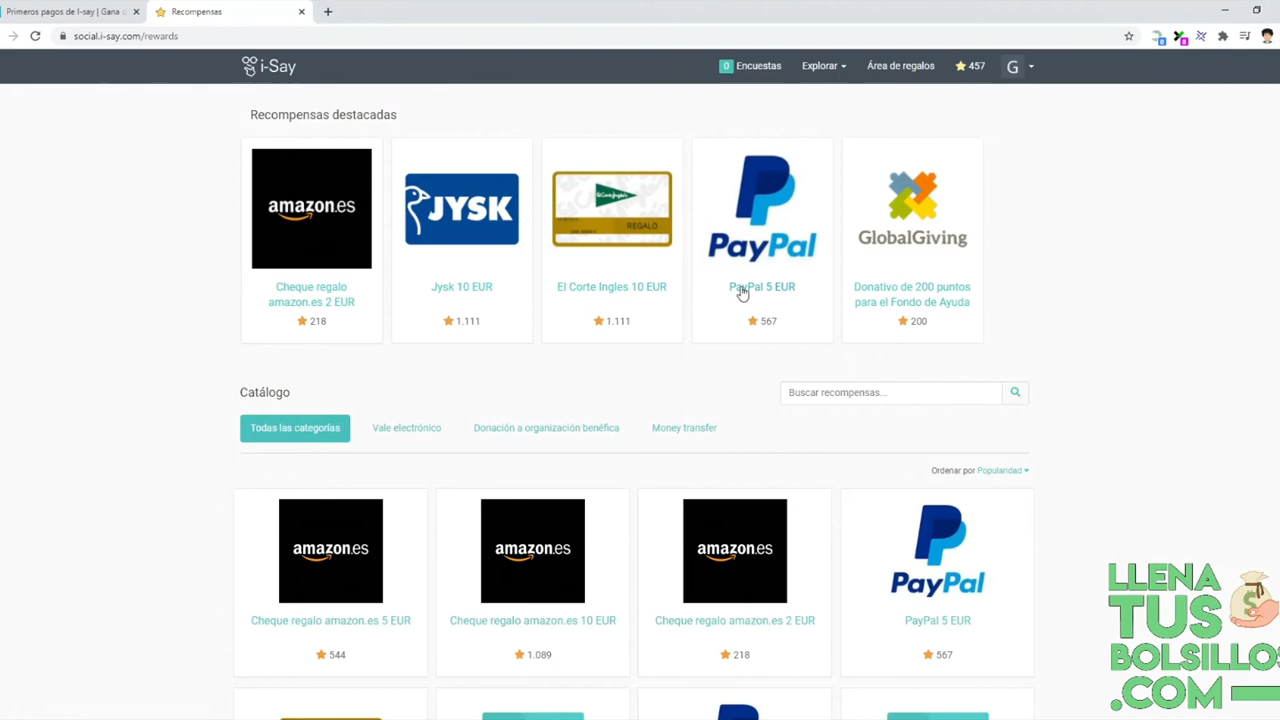 Primeros pagos de I-say | Gana d
Recompensas
social.i-say.com/rewards
i-Say
0 Encuestas
Explorar
Área de regalos
457
G
Recompensas destacadas
amazon.es
JYSK
El Corte Inglés
REGALO
PayPal
GlobalGiving
Cheque regalo
amazon.es 2 EUR
Jysk 10 EUR
El Corte Ingles 10 EUR
PayPal 5 EUR
Donativo de 200 puntos
para el Fondo de Ayuda
218
1.111
1.111
567
200
Catálogo
Buscar recompensas...
Todas las categorías
Vale electrónico
Donación a organización benéfica
Money transfer
Ordenar por Popularidad
amazon.es
amazon.es
amazon.es
PayPal
Cheque regalo amazon.es 5 EUR
Cheque regalo amazon.es 10 EUR
Cheque regalo amazon.es 2 EUR
PayPal 5 EUR
544
1.089
218
567
LLENA
TUS
BOLSILLOS
.COM